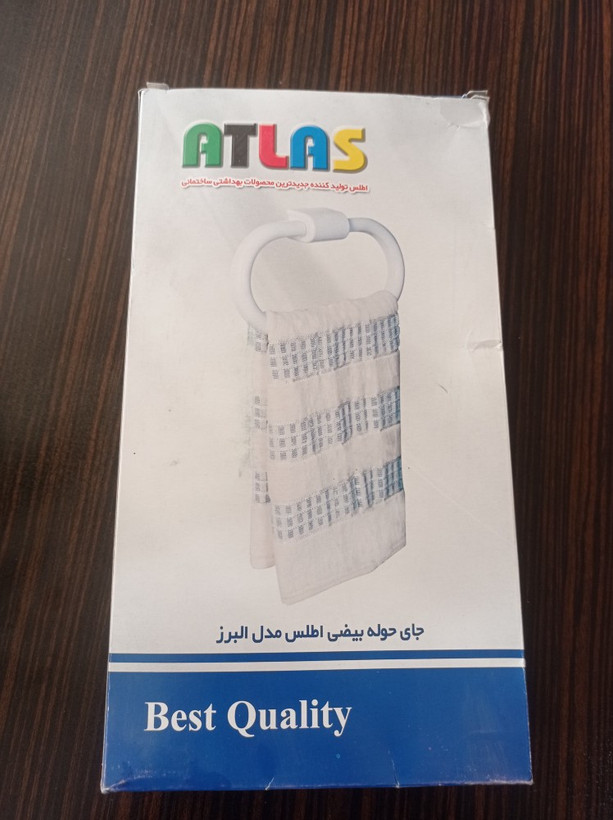 ATLAS
اطلس تولید کننده جدیدترین محصولات بهداشتی ساختمانی
جای حوله بیضی اطلس مدل البرز
Best Quality